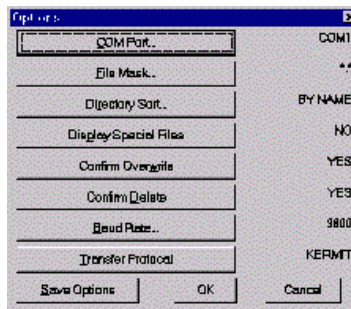 Options
COM Port... COM1
File Mask... *.*
Directory Sort... BY NAME
Display Special Files NO
Confirm Overwrite YES
Confirm Delete YES
Baud Rate... 9600
Transfer Protocol KERMIT
Save Options OK Cancel